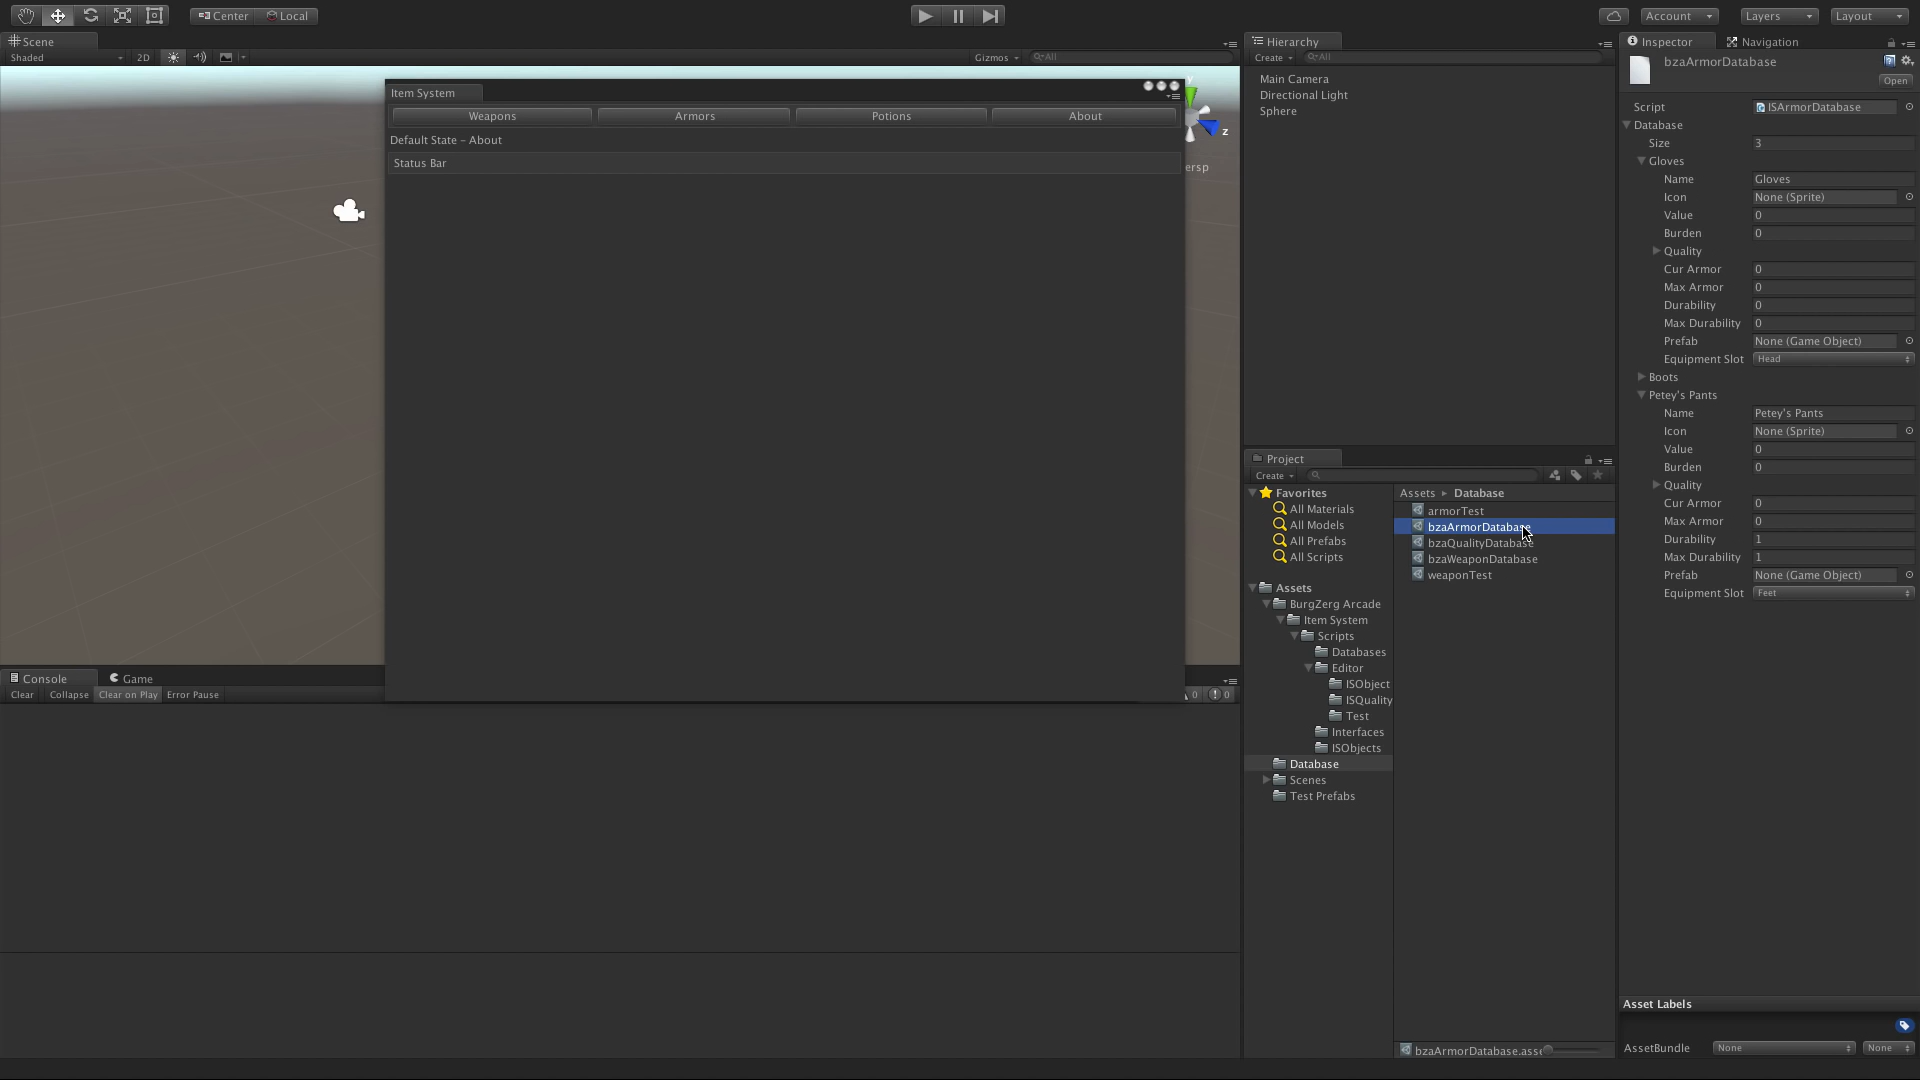 Center
Local
Account
Layers
Layout
Scene
Shaded
2D
Gizmos
All
Item System
Weapons
Armors
Potions
About
Default State - About
Status Bar
z
ersp
Hierarchy
Create
All
Main Camera
Directional Light
Sphere
Project
Create
Favorites
All Materials
All Models
All Prefabs
All Scripts
Assets
BurgZerg Arcade
Item System
Scripts
Databases
Editor
ISObject
ISQuality
Test
Interfaces
ISObjects
Database
Scenes
Test Prefabs
Assets
Database
armorTest
bzaArmorDatabase
bzaQualityDatabase
bzaWeaponDatabase
weaponTest
bzaArmorDatabase.asse
Inspector
Navigation
bzaArmorDatabase
Open
Script
ISArmorDatabase
Database
Size 3
Gloves
Name Gloves
Icon None (Sprite)
Value 0
Burden 0
Quality
Cur Armor 0
Max Armor 0
Durability 0
Max Durability 0
Prefab None (Game Object)
Equipment Slot Head
Boots
Petey's Pants
Name Petey's Pants
Icon None (Sprite)
Value 0
Burden 0
Quality
Cur Armor 0
Max Armor 0
Durability 1
Max Durability 1
Prefab None (Game Object)
Equipment Slot Feet
Asset Labels
AssetBundle None None
Console
Game
Clear
Collapse
Clear on Play
Error Pause
0
0